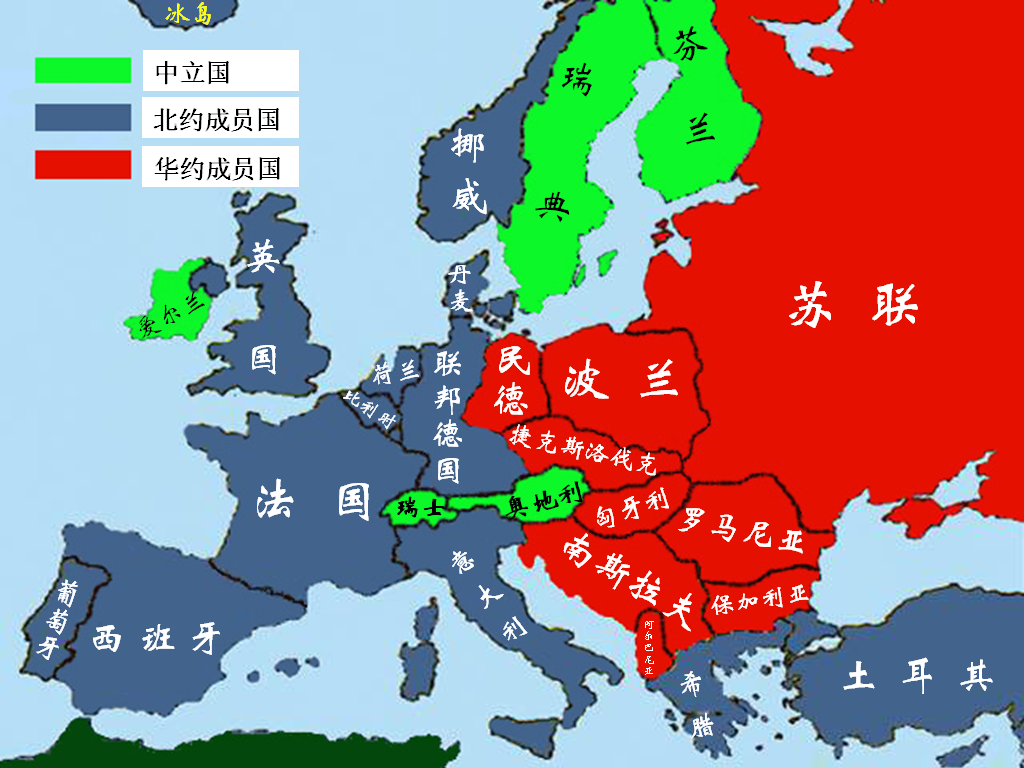 冰岛
中立国
北约成员国
华约成员国
芬兰
瑞典
挪威
英国
爱尔兰
丹麦
苏联
荷兰
比利时
联邦德国
民德
波兰
捷克斯洛伐克
法国
瑞士
奥地利
匈牙利
罗马尼亚
南斯拉夫
保加利亚
意大利
阿尔巴尼亚
葡萄牙
西班牙
希腊
土耳其